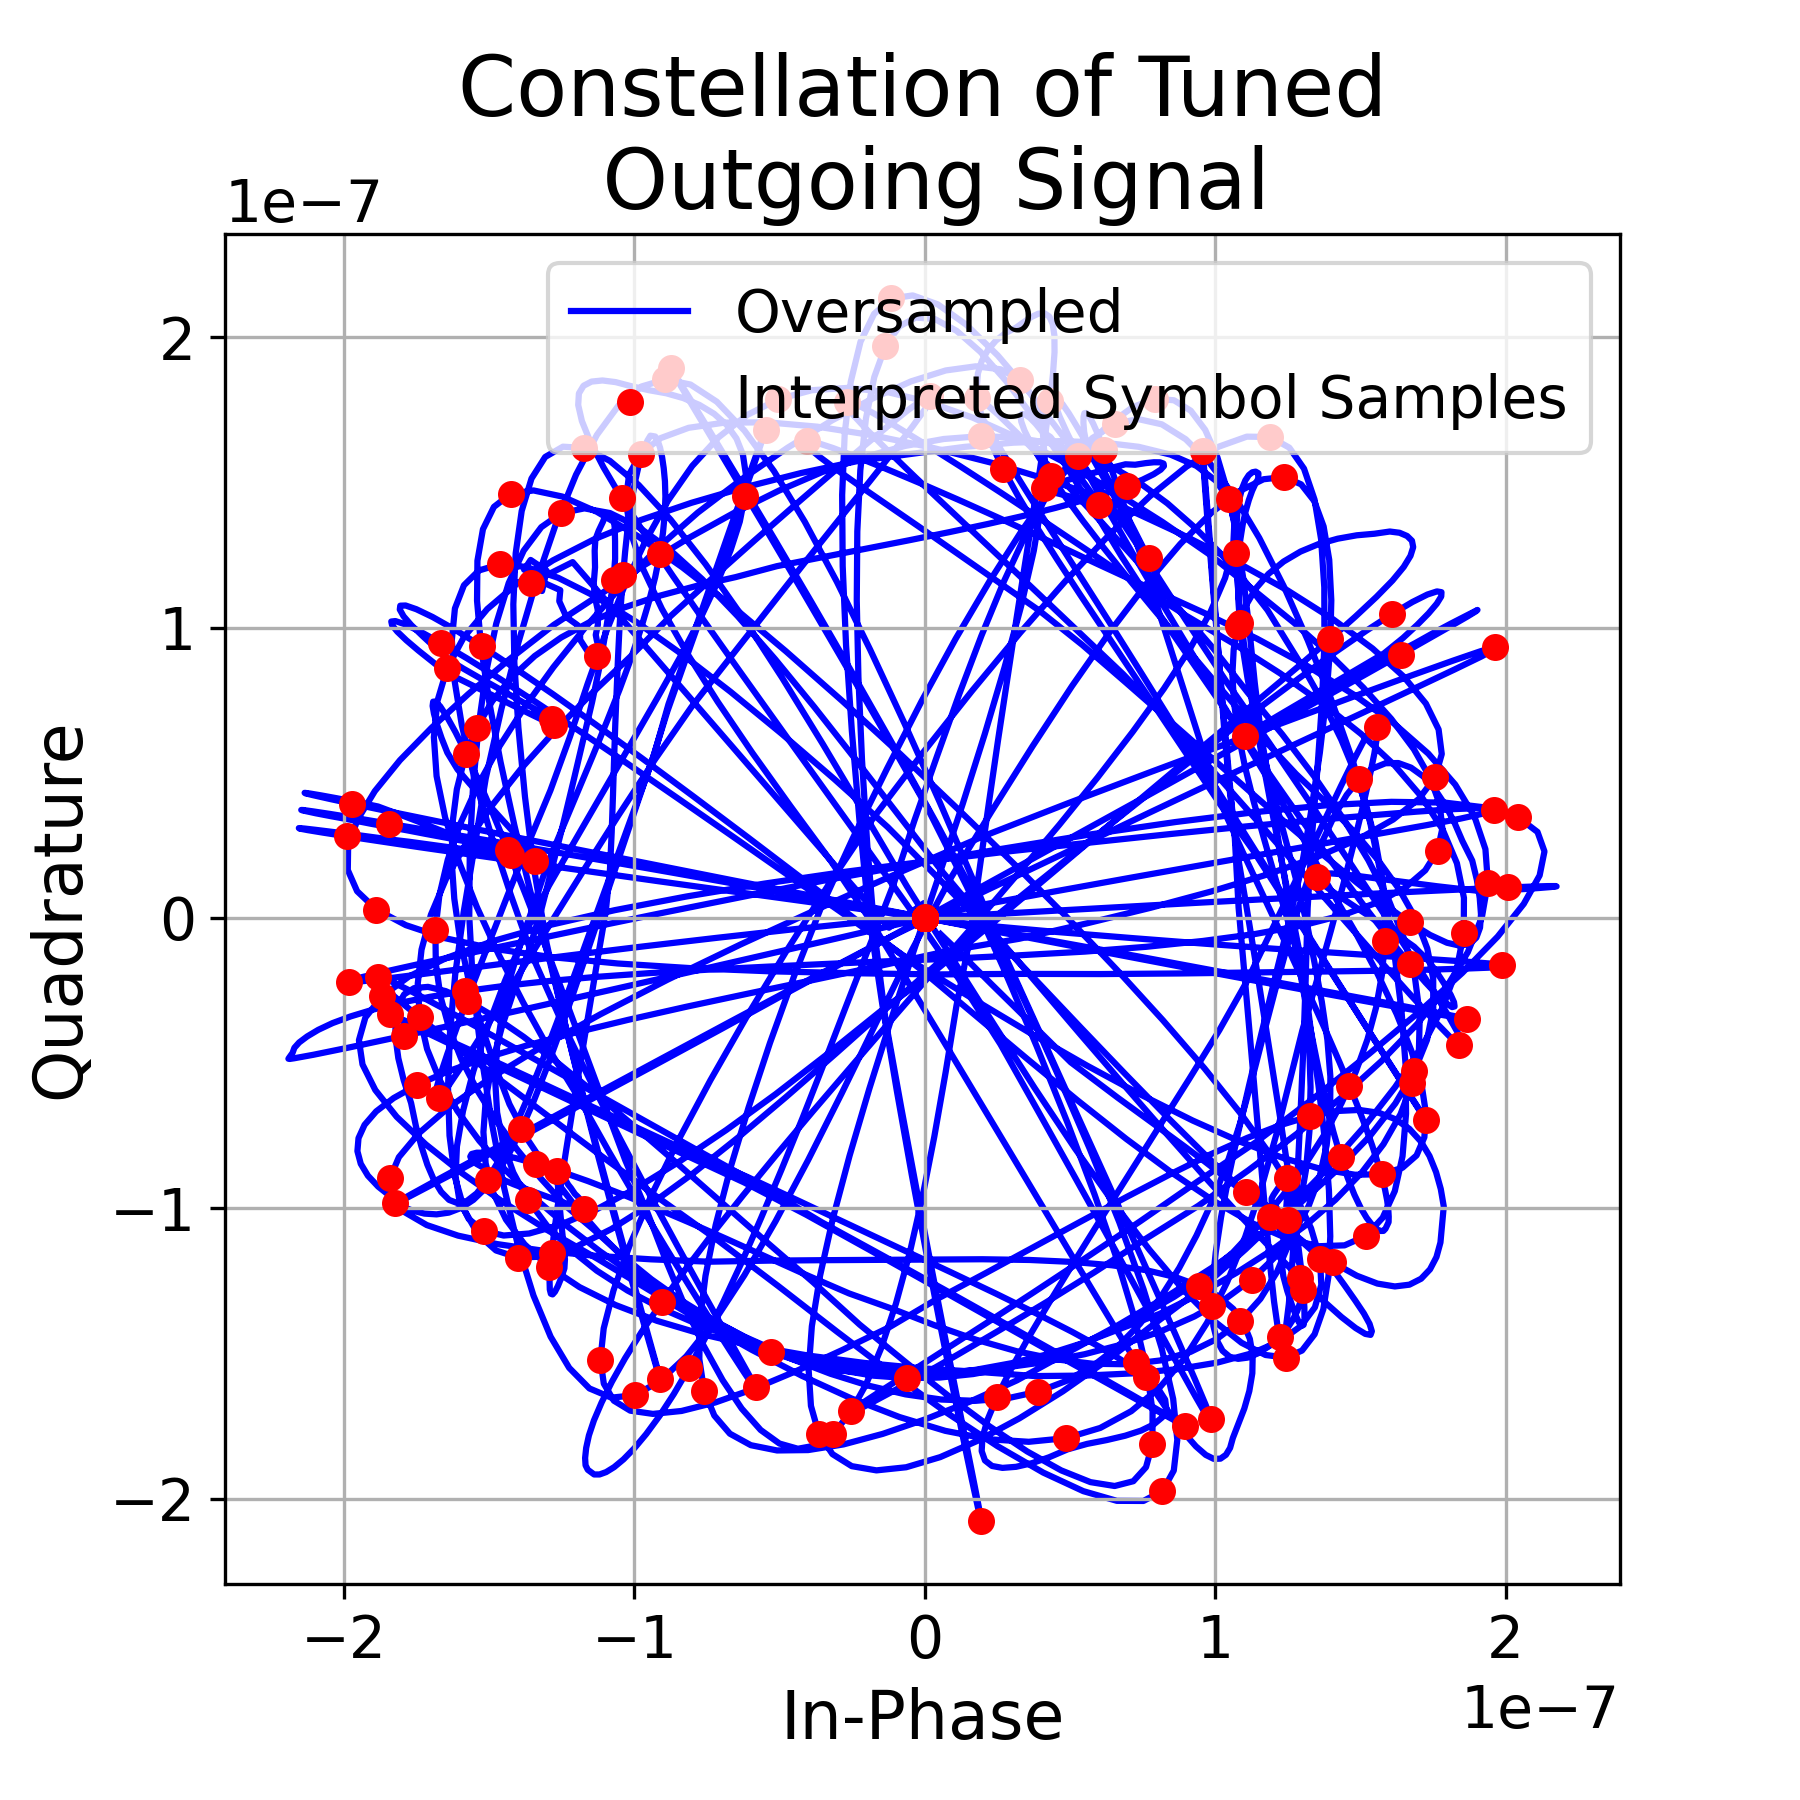 Constellation of Tuned
Outgoing Signal
1e−7
Oversampled
Interpreted Symbol Samples
2
1
0
−1
−2
Quadrature
−2
−1
0
1
2
In-Phase
1e−7